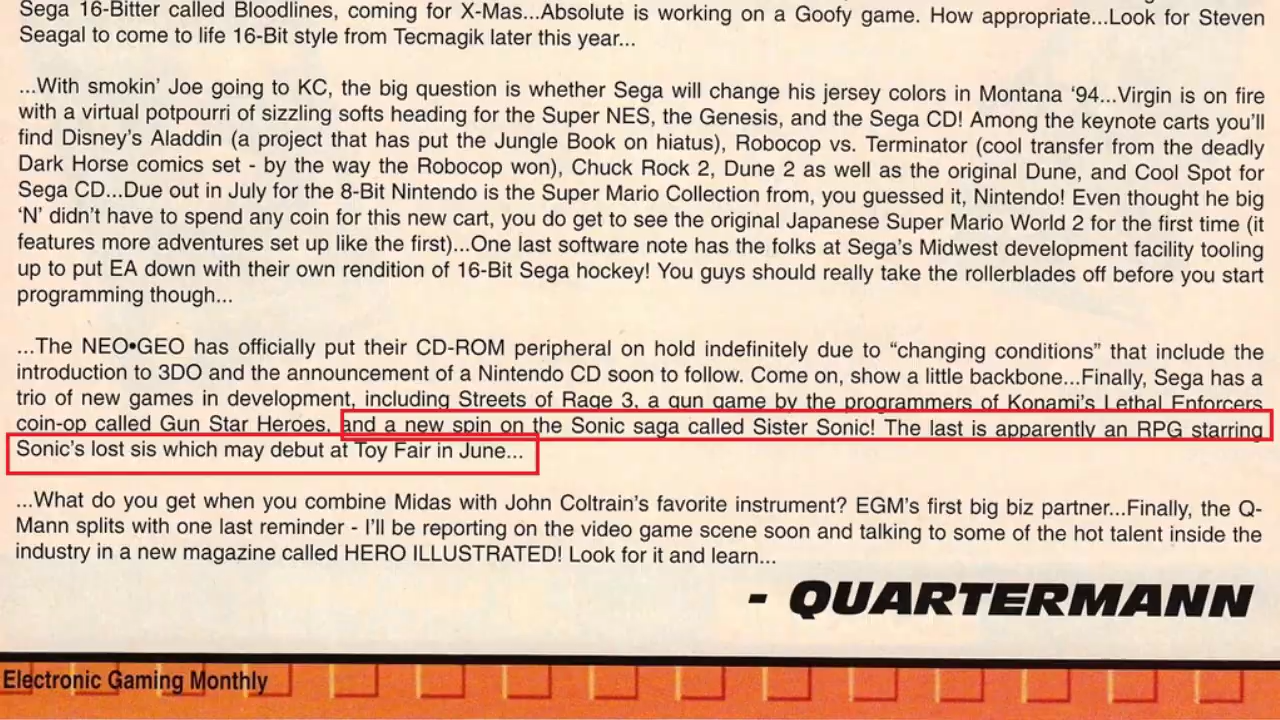 Sega 16-Bitter called Bloodlines, coming for X-Mas...Absolute is working on a Goofy game. How appropriate...Look for Steven
Seagal to come to life 16-Bit style from Tecmagik later this year...
...With smokin' Joe going to KC, the big question is whether Sega will change his jersey colors in Montana '94...Virgin is on fire
with a virtual potpourri of sizzling softs heading for the Super NES, the Genesis, and the Sega CD! Among the keynote carts you'll
find Disney's Aladdin (a project that has put the Jungle Book on hiatus), Robocop vs. Terminator (cool transfer from the deadly
Dark Horse comics set - by the way the Robocop won), Chuck Rock 2, Dune 2 as well as the original Dune, and Cool Spot for
Sega CD...Due out in July for the 8-Bit Nintendo is the Super Mario Collection from, you guessed it, Nintendo! Even thought he big
'N' didn't have to spend any coin for this new cart, you do get to see the original Japanese Super Mario World 2 for the first time (it
features more adventures set up like the first)...One last software note has the folks at Sega's Midwest development facility tooling
up to put EA down with their own rendition of 16-Bit Sega hockey! You guys should really take the rollerblades off before you start
programming though...
...The NEO•GEO has officially put their CD-ROM peripheral on hold indefinitely due to "changing conditions" that include the
introduction to 3DO and the announcement of a Nintendo CD soon to follow. Come on, show a little backbone...Finally, Sega has a
trio of new games in development, including Streets of Rage 3, a gun game by the programmers of Konami's Lethal Enforcers
coin-op called Gun Star Heroes, and a new spin on the Sonic saga called Sister Sonic! The last is apparently an RPG starring
Sonic's lost sis which may debut at Toy Fair in June...
...What do you get when you combine Midas with John Coltrain's favorite instrument? EGM's first big biz partner...Finally, the Q-
Mann splits with one last reminder - I'll be reporting on the video game scene soon and talking to some of the hot talent inside the
industry in a new magazine called HERO ILLUSTRATED! Look for it and learn...
- QUARTERMANN
Electronic Gaming Monthly